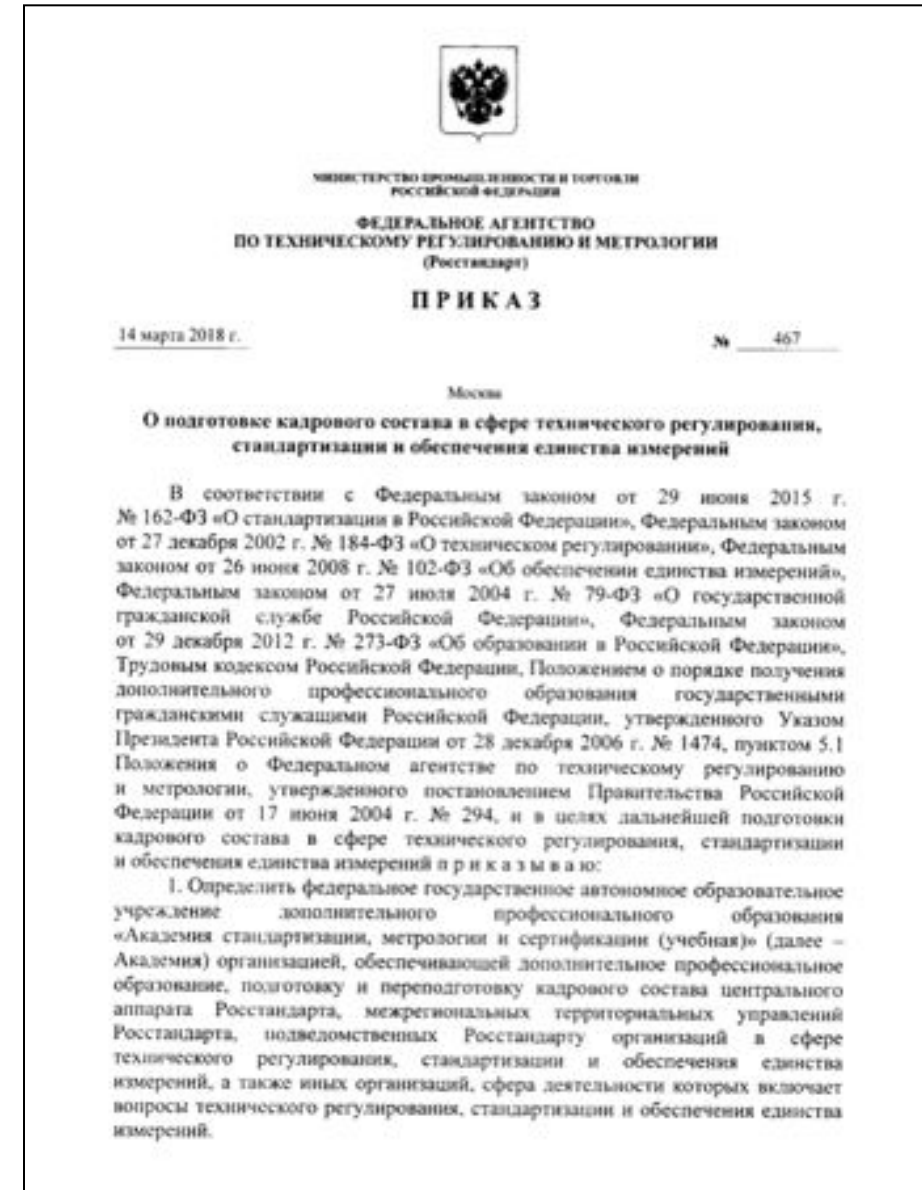 МИНИСТЕРСТВО ПРОМЫШЛЕННОСТИ И ТОРГОВЛИ
РОССИЙСКОЙ ФЕДЕРАЦИИ
ФЕДЕРАЛЬНОЕ АГЕНТСТВО
ПО ТЕХНИЧЕСКОМУ РЕГУЛИРОВАНИЮ И МЕТРОЛОГИИ
(Росстандарт)
ПРИКАЗ
14 марта 2018 г. № 467
Москва
О подготовке кадрового состава в сфере технического регулирования,
стандартизации и обеспечения единства измерений
В соответствии с Федеральным законом от 29 июня 2015 г.
№ 162-ФЗ «О стандартизации в Российской Федерации», Федеральным законом
от 27 декабря 2002 г. № 184-ФЗ «О техническом регулировании», Федеральным
законом от 26 июня 2008 г. № 102-ФЗ «Об обеспечении единства измерений»,
Федеральным законом от 27 июля 2004 г. № 79-ФЗ «О государственной
гражданской службе Российской Федерации», Федеральным законом
от 29 декабря 2012 г. № 273-ФЗ «Об образовании в Российской Федерации»,
Трудовым кодексом Российской Федерации, Положением о порядке получения
дополнительного профессионального образования государственными
гражданскими служащими Российской Федерации, утвержденного Указом
Президента Российской Федерации от 28 декабря 2006 г. № 1474, пунктом 5.1
Положения о Федеральном агентстве по техническому регулированию
и метрологии, утвержденного постановлением Правительства Российской
Федерации от 17 июня 2004 г. № 294, и в целях дальнейшей подготовки
кадрового состава в сфере технического регулирования, стандартизации
и обеспечения единства измерений п р и к а з ы в а ю:
1. Определить федеральное государственное автономное образовательное
учреждение дополнительного профессионального образования
«Академия стандартизации, метрологии и сертификации (учебная)» (далее –
Академия) организацией, обеспечивающей дополнительное профессиональное
образование, подготовку и переподготовку кадрового состава центрального
аппарата Росстандарта, межрегиональных территориальных управлений
Росстандарта, подведомственных Росстандарту организаций в сфере
технического регулирования, стандартизации и обеспечения единства
измерений, а также иных организаций, сфера деятельности которых включает
вопросы технического регулирования, стандартизации и обеспечения единства
измерений.